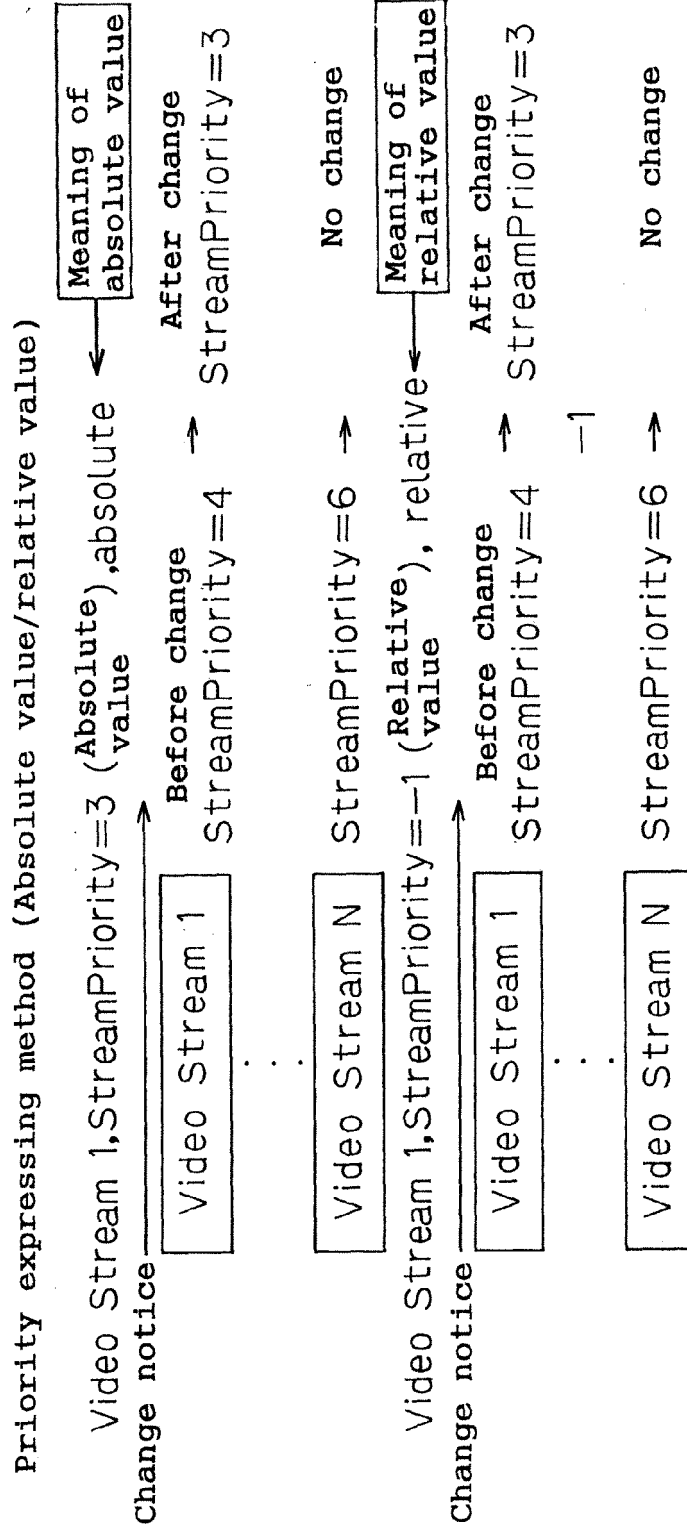 Priority expressing method (Absolute value/relative value)
Video Stream 1,StreamPriority=3 (Absolute value),absolute
Meaning of
absolute value
Change notice
Before change
After change
Video Stream 1 StreamPriority=4 → StreamPriority=3
. . .
Video Stream N StreamPriority=6 → No change
Video Stream 1,StreamPriority=−1 (Relative value), relative
Meaning of
relative value
Change notice
Before change
After change
Video Stream 1 StreamPriority=4 → StreamPriority=3
−1
. . .
Video Stream N StreamPriority=6 → No change